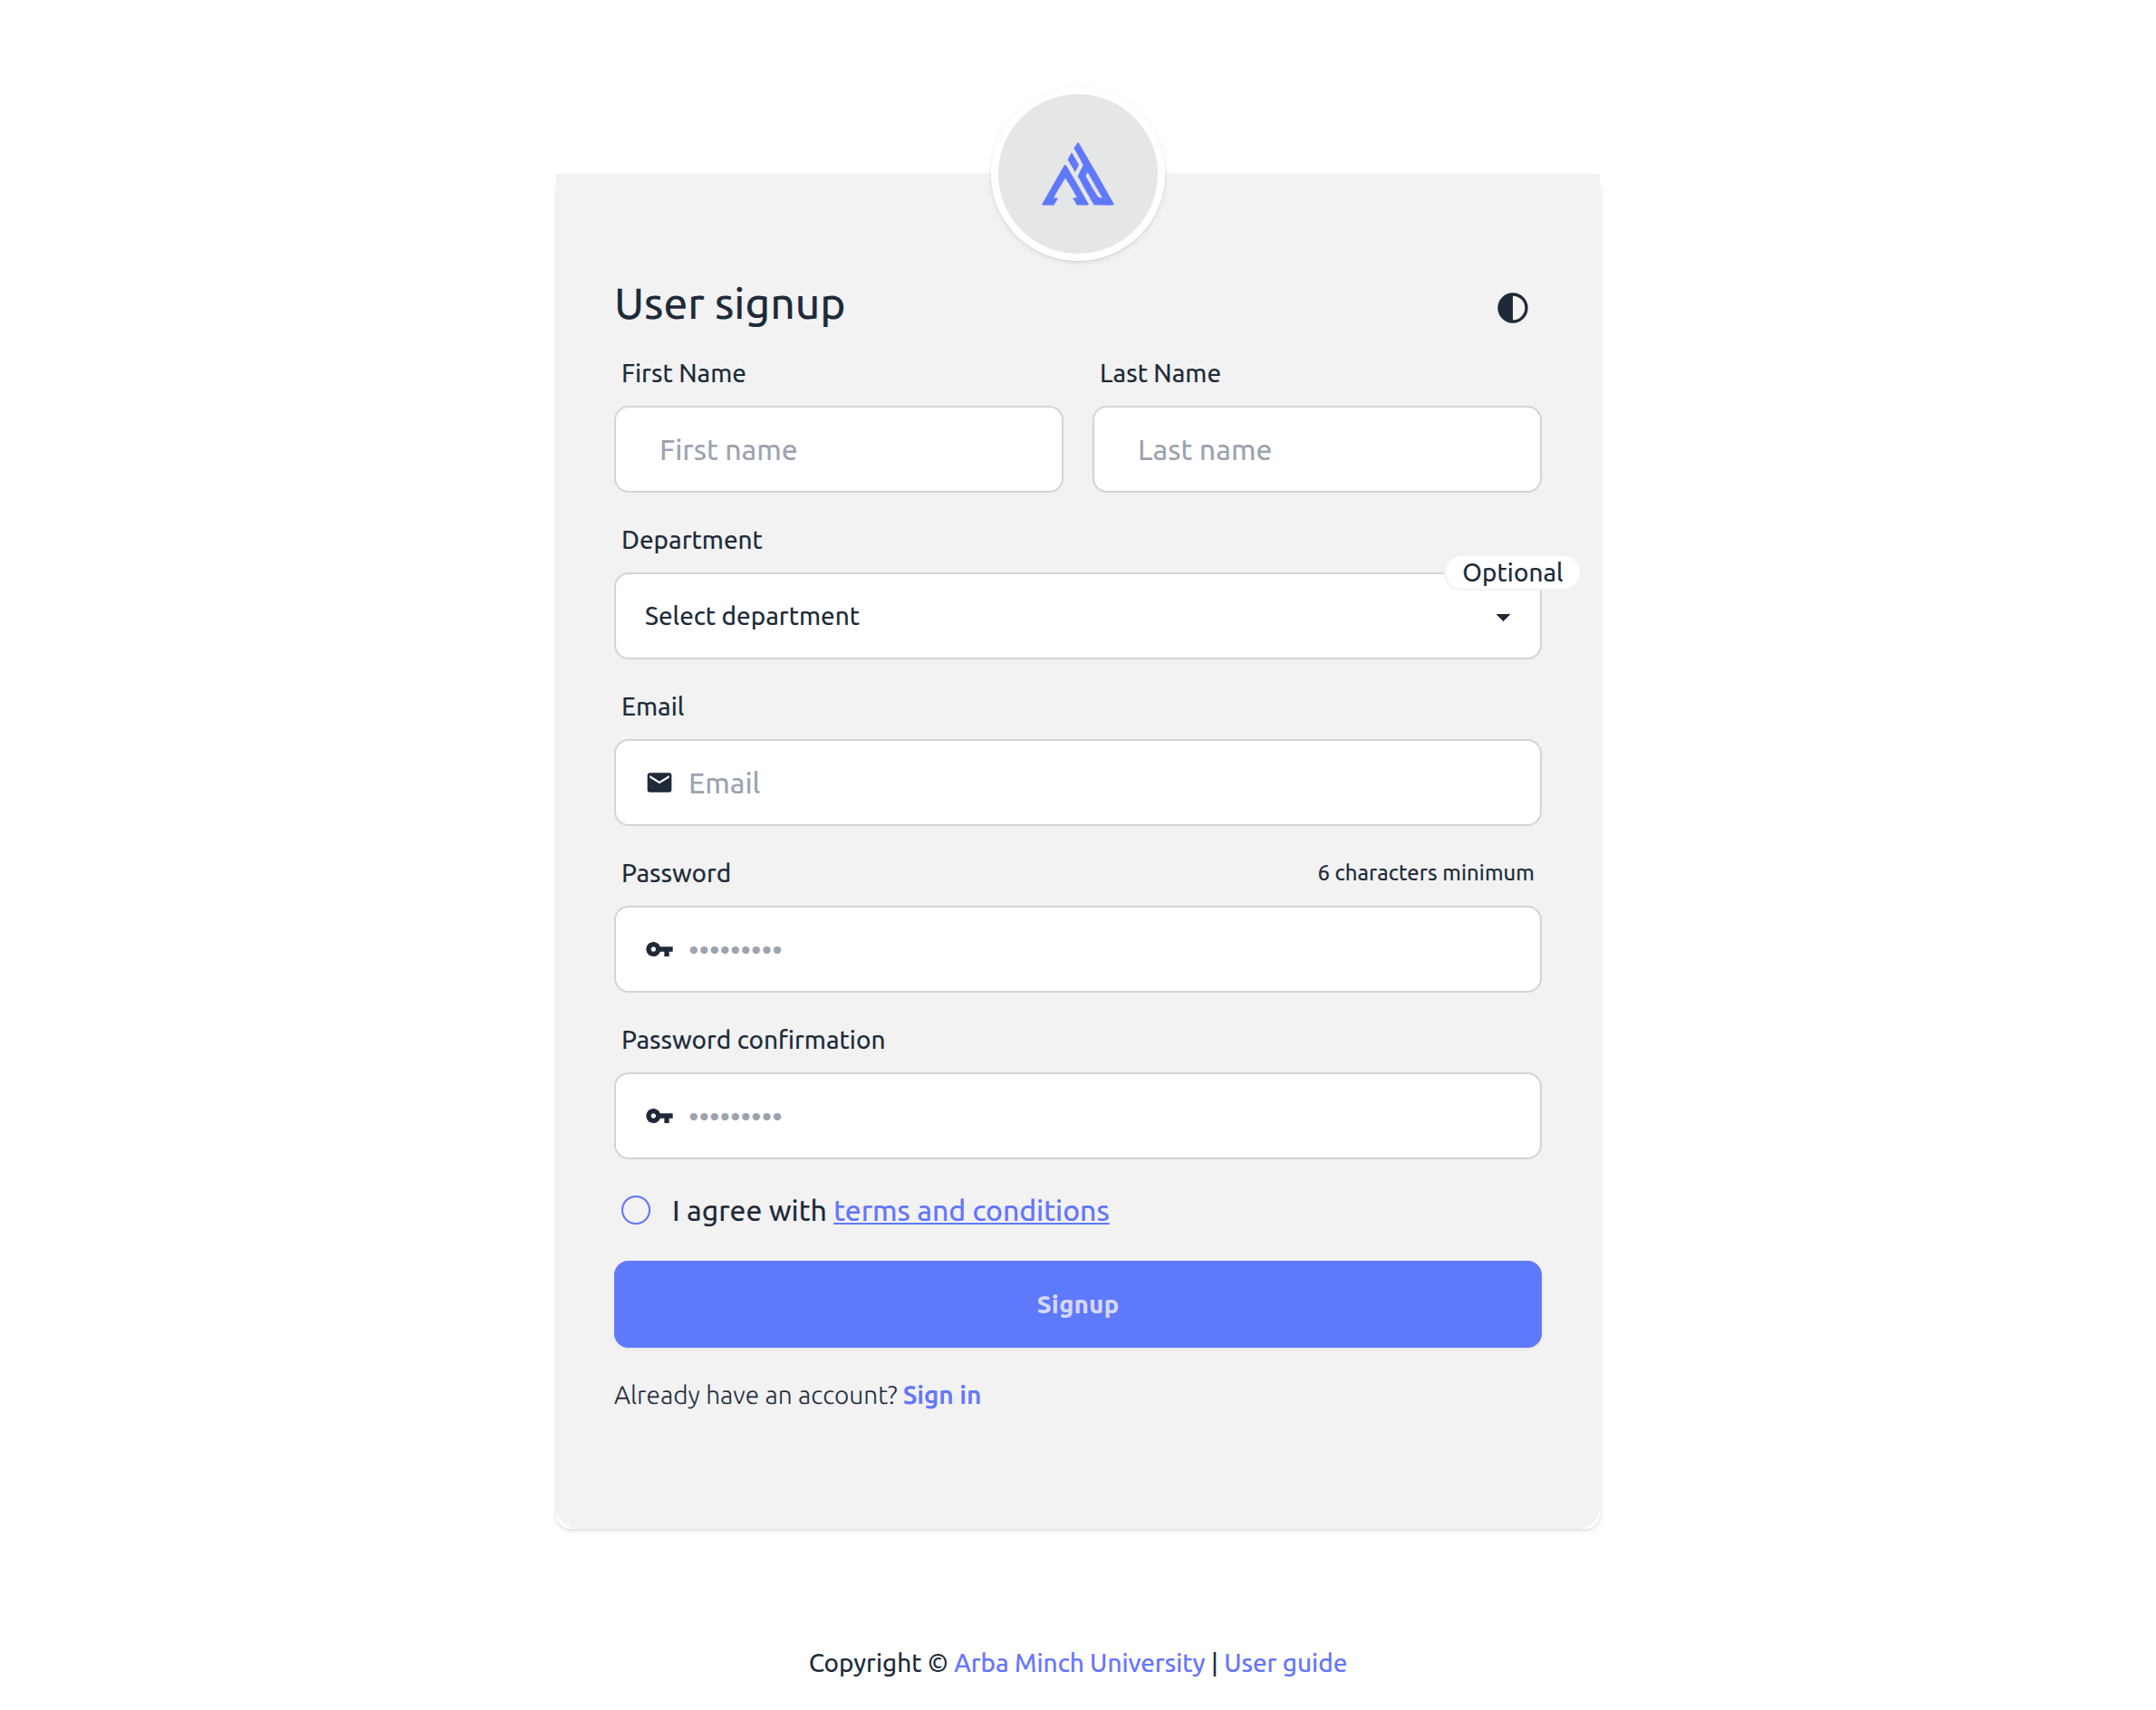 User signup
First Name
Last Name
First name
Last name
Department
Optional
Select department
Email
Email
Password
6 characters minimum
•••••••••
Password confirmation
•••••••••
I agree with terms and conditions
Signup
Already have an account? Sign in
Copyright © Arba Minch University | User guide